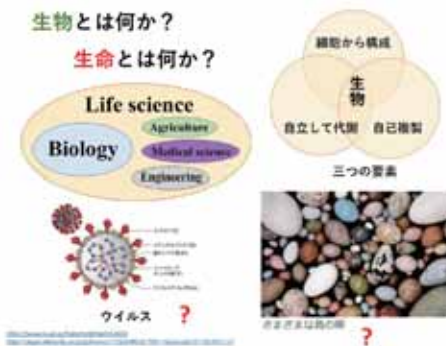 生物とは何か？
生命とは何か？
Life science
Biology
Agriculture
Medical science
Engineering
細胞から構成
生物
自立して代謝
自己複製
三つの要素
ウイルス
?
さまざまな鳥の卵
?